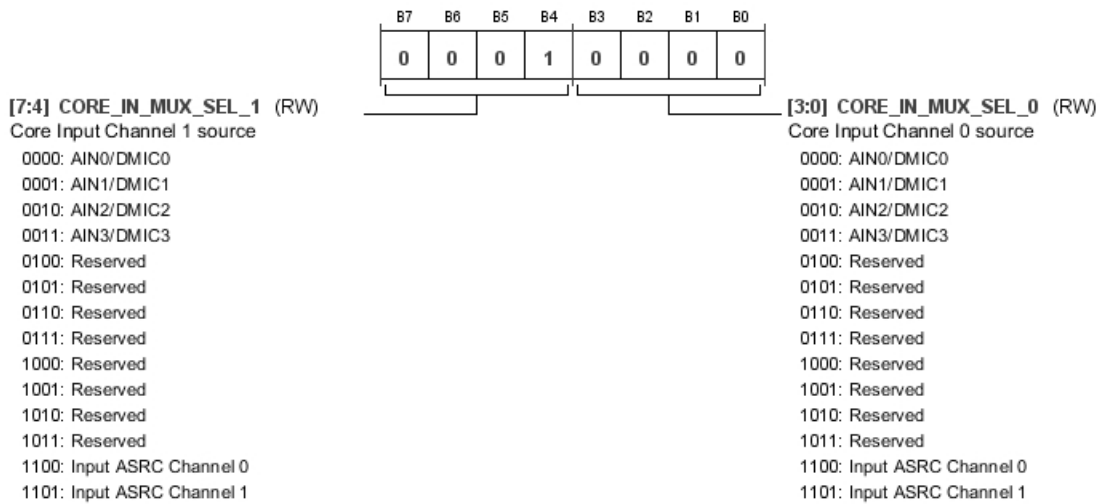 B7 B6 B5 B4 B3 B2 B1 B0
0 0 0 1 0 0 0 0
[7:4] CORE_IN_MUX_SEL_1 (RW)
Core Input Channel 1 source
0000: AIN0/DMIC0
0001: AIN1/DMIC1
0010: AIN2/DMIC2
0011: AIN3/DMIC3
0100: Reserved
0101: Reserved
0110: Reserved
0111: Reserved
1000: Reserved
1001: Reserved
1010: Reserved
1011: Reserved
1100: Input ASRC Channel 0
1101: Input ASRC Channel 1
[3:0] CORE_IN_MUX_SEL_0 (RW)
Core Input Channel 0 source
0000: AIN0/DMIC0
0001: AIN1/DMIC1
0010: AIN2/DMIC2
0011: AIN3/DMIC3
0100: Reserved
0101: Reserved
0110: Reserved
0111: Reserved
1000: Reserved
1001: Reserved
1010: Reserved
1011: Reserved
1100: Input ASRC Channel 0
1101: Input ASRC Channel 1